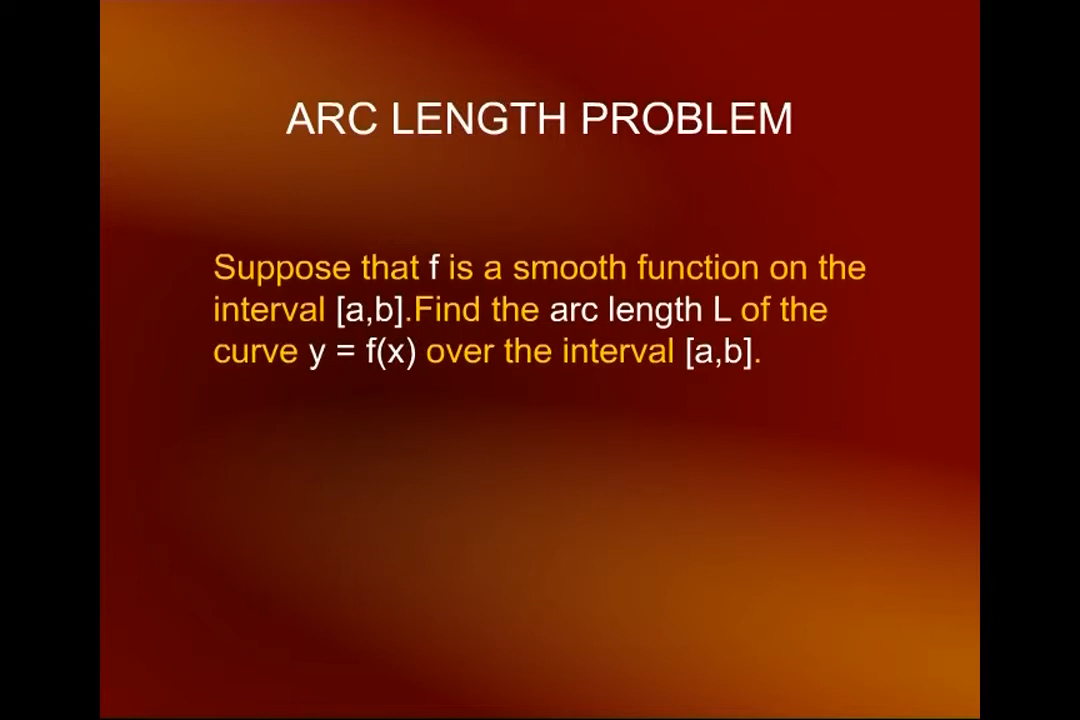 ARC LENGTH PROBLEM
Suppose that f is a smooth function on the
interval [a,b].Find the arc length L of the
curve y = f(x) over the interval [a,b].